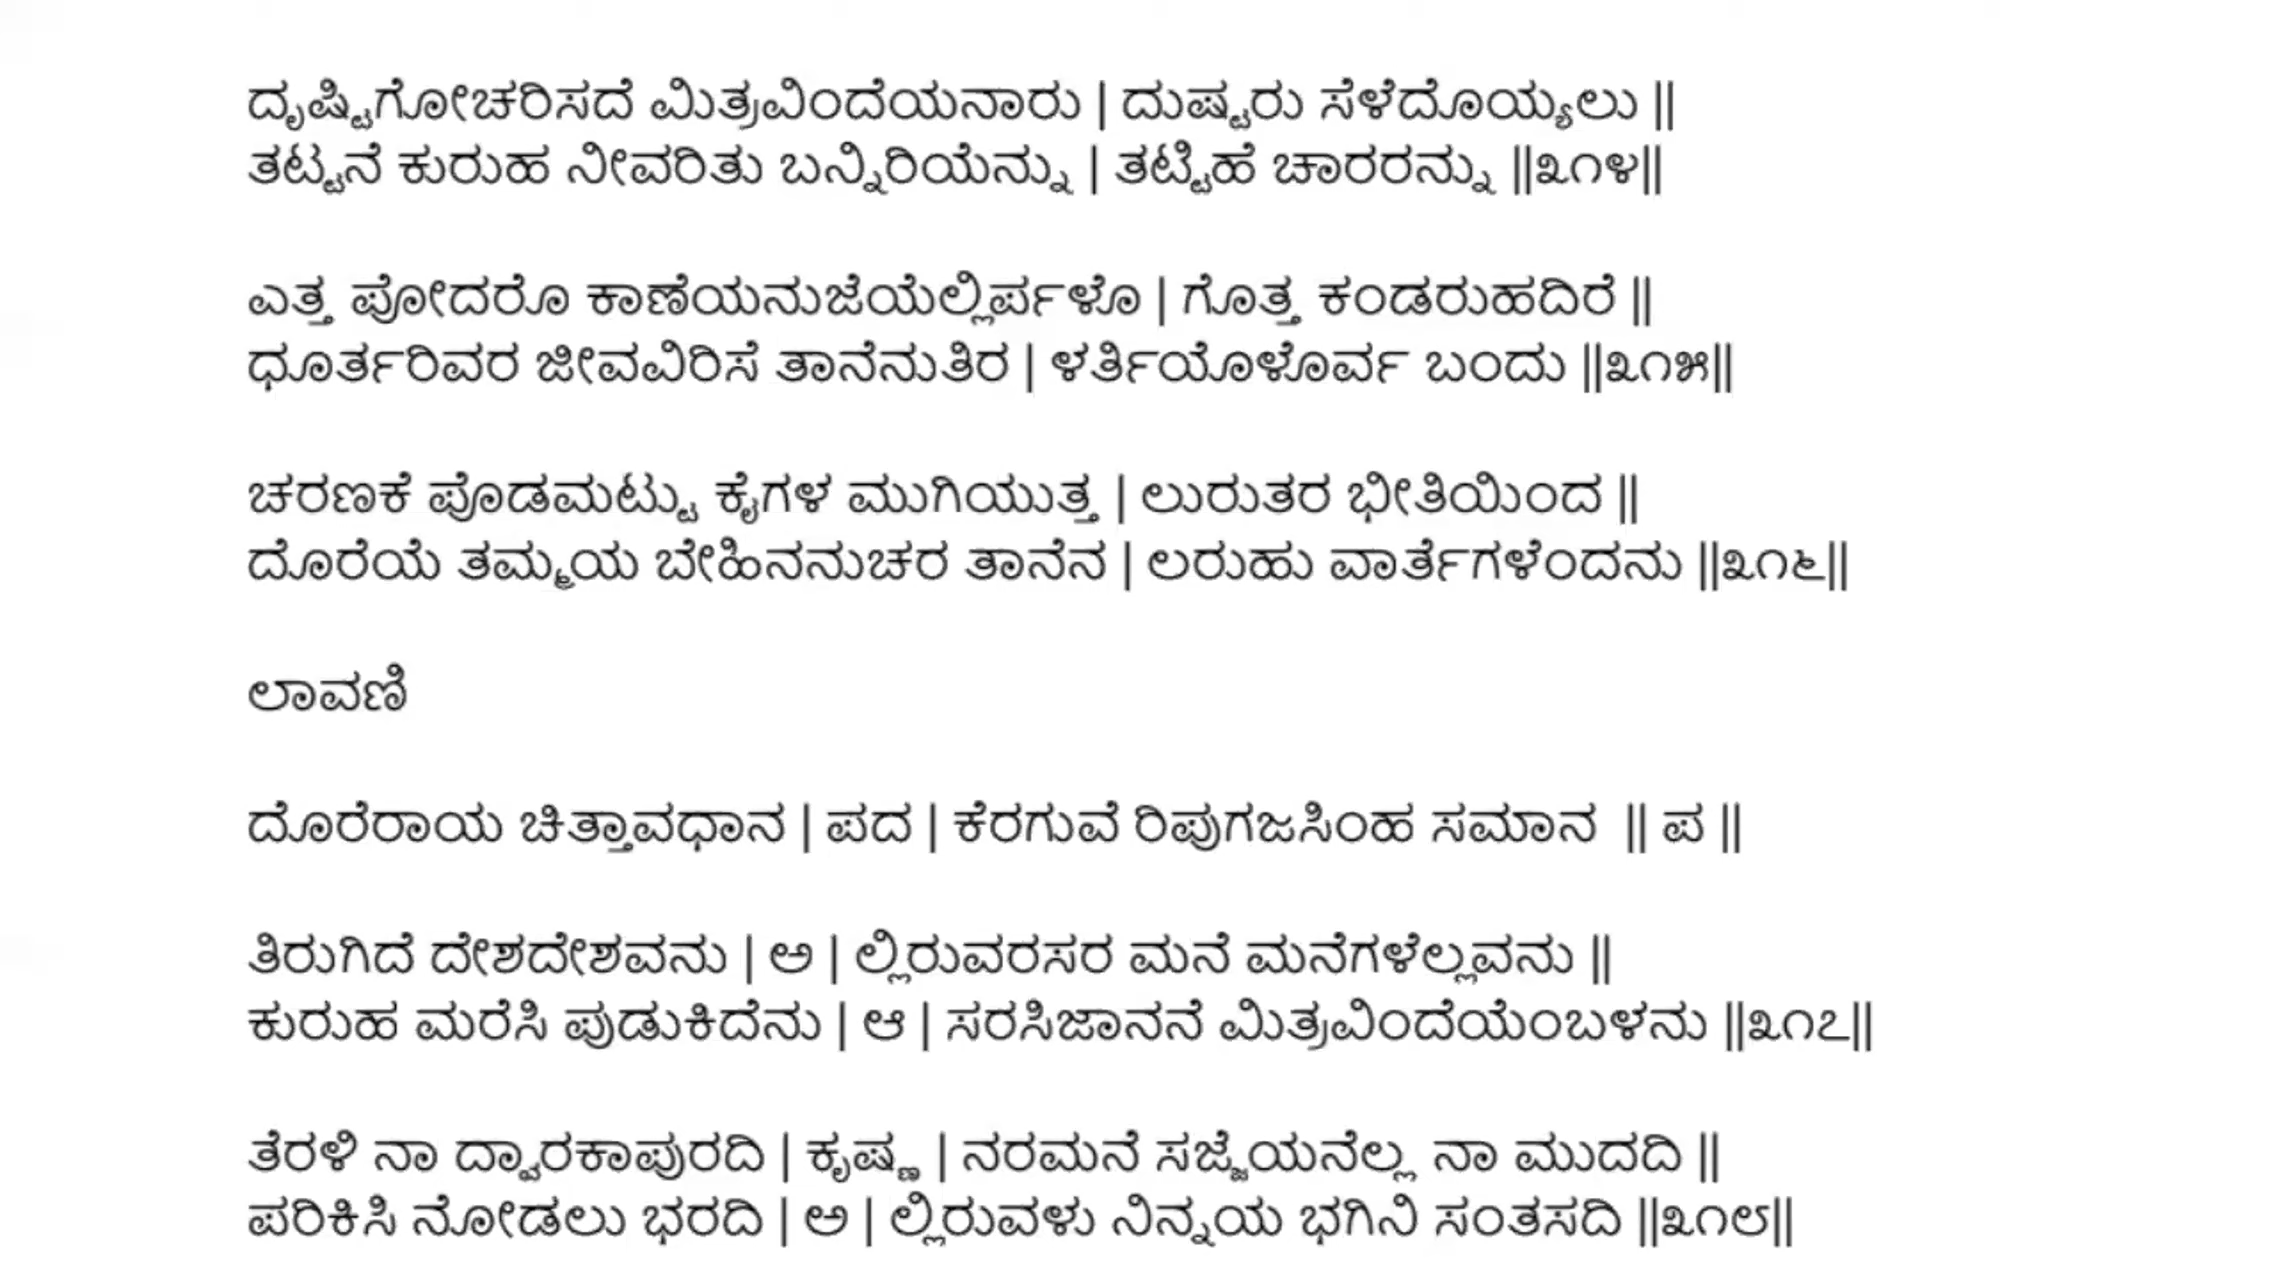 ದೃಷ್ಟಿಗೋಚರಿಸದೆ ಮಿತ್ರವಿಂದೆಯನಾರು | ದುಷ್ಟರು ಸೆಳೆದೊಯ್ಯಲು ||
ತಟ್ಟನೆ ಕುರುಹ ನೀವರಿತು ಬನ್ನಿರಿಯೆನ್ನು | ತಟ್ಟಿಹೆ ಚಾರರನ್ನು ||೩೧೪||
ಎತ್ತ ಪೋದರೊ ಕಾಣೆಯನುಜೆಯೆಲ್ಲಿರ್ಪಳೊ | ಗೊತ್ತ ಕಂಡರುಹದಿರೆ ||
ಧೂರ್ತರಿವರ ಜೀವವಿರಿಸೆ ತಾನೆನುತಿರ | ಳರ್ತಿಯೊಳೊರ್ವ ಬಂದು ||೩೧೫||
ಚರಣಕೆ ಪೊಡಮಟ್ಟು ಕೈಗಳ ಮುಗಿಯುತ್ತ | ಲುರುತರ ಭೀತಿಯಿಂದ ||
ದೊರೆಯೆ ತಮ್ಮಯ ಬೇಹಿನನುಚರ ತಾನೆನ | ಲರುಹು ವಾರ್ತೆಗಳೆಂದನು ||೩೧೬||
ಲಾವಣಿ
ದೊರೆರಾಯ ಚಿತ್ತಾವಧಾನ | ಪದ | ಕೆರಗುವೆ ರಿಪುಗಜಸಿಂಹ ಸಮಾನ || ಪ ||
ತಿರುಗಿದೆ ದೇಶದೇಶವನು | ಅ | ಲ್ಲಿರುವರಸರ ಮನೆ ಮನೆಗಳೆಲ್ಲವನು ||
ಕುರುಹ ಮರೆಸಿ ಪುಡುಕಿದೆನು | ಆ | ಸರಸಿಜಾನನೆ ಮಿತ್ರವಿಂದೆಯೆಂಬಳನು ||೩೧೭||
ತೆರಳಿ ನಾ ದ್ವಾರಕಾಪುರದಿ | ಕೃಷ್ಣ | ನರಮನೆ ಸಜ್ಜೆಯನೆಲ್ಲ ನಾ ಮುದದಿ ||
ಪರಿಕಿಸಿ ನೋಡಲು ಭರದಿ | ಅ | ಲ್ಲಿರುವಳು ನಿನ್ನಯ ಭಗಿನಿ ಸಂತಸದಿ ||೩೧೮||